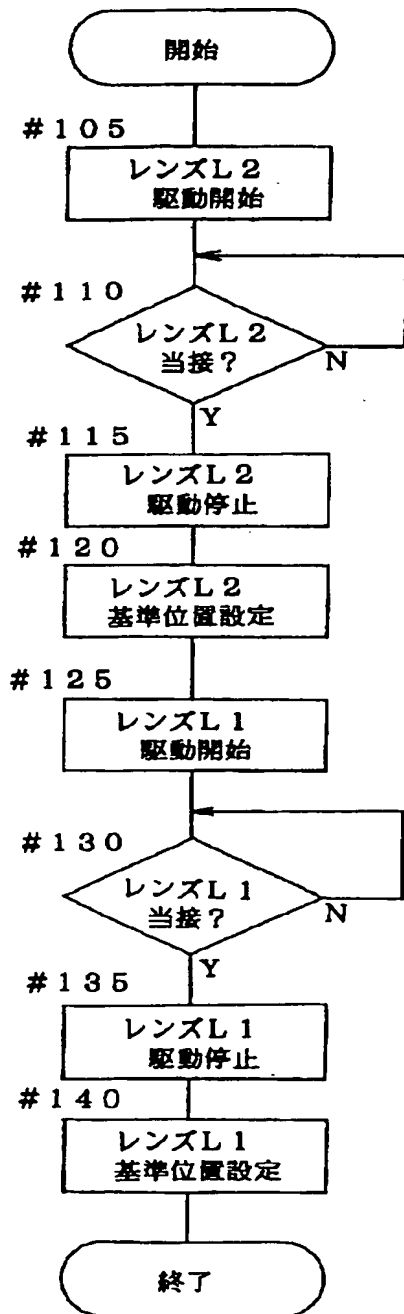 開始
#105
レンズL2
駆動開始
#110
レンズL2
当接?
N
Y
#115
レンズL2
駆動停止
#120
レンズL2
基準位置設定
#125
レンズL1
駆動開始
#130
レンズL1
当接?
N
Y
#135
レンズL1
駆動停止
#140
レンズL1
基準位置設定
終了